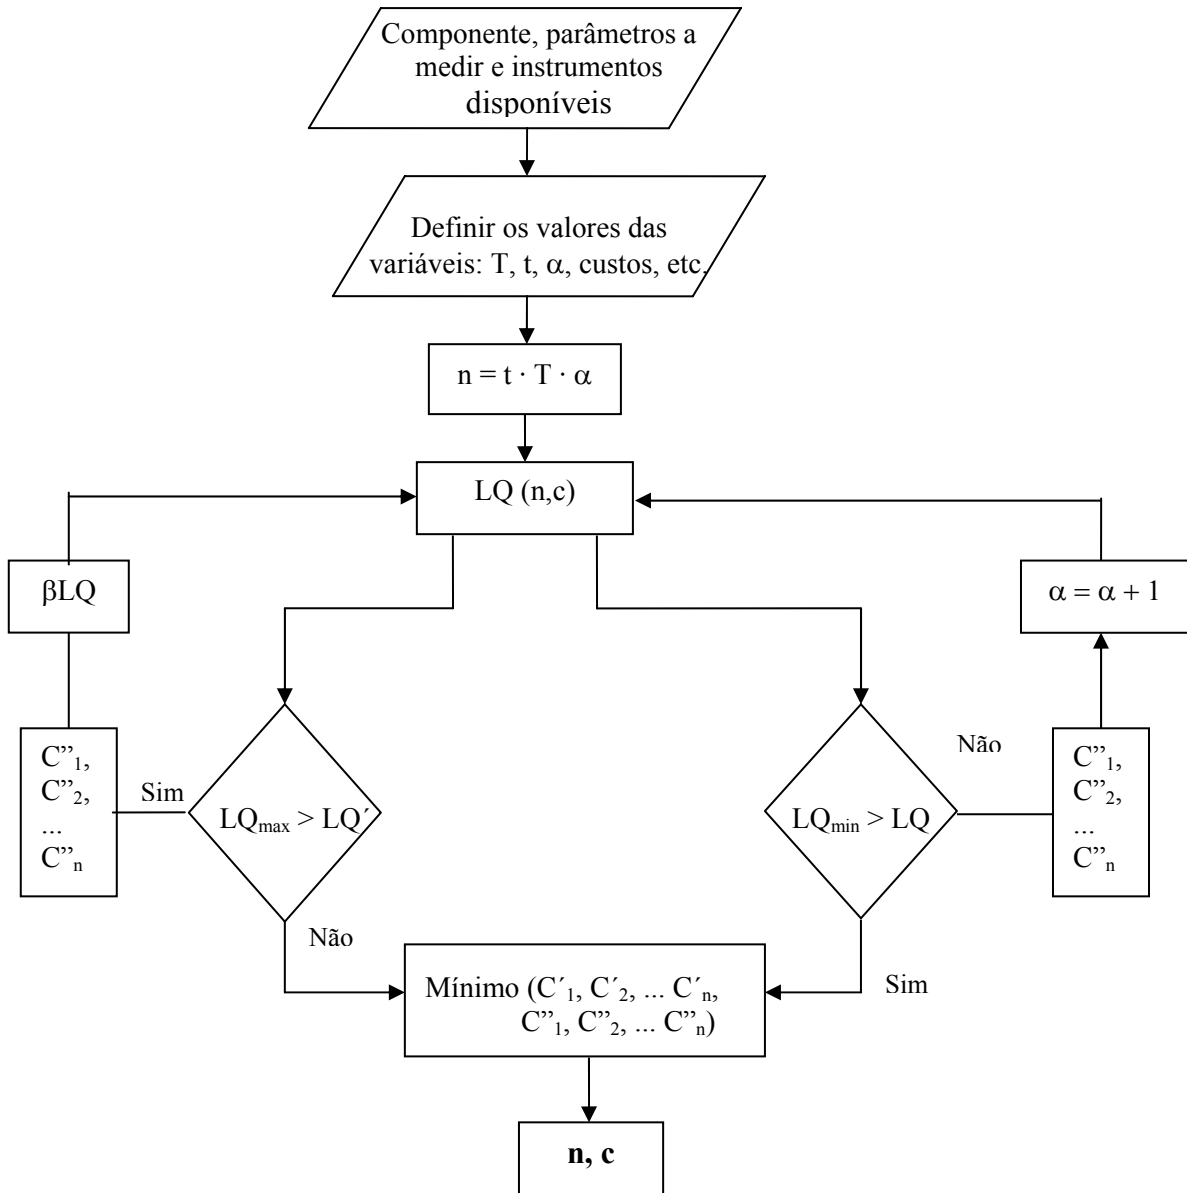 Componente, parâmetros a
medir e instrumentos
disponíveis
Definir os valores das
variáveis: T, t, α, custos, etc.
n = t · T · α
LQ (n,c)
βLQ
α = α + 1
C”₁,
C”₂,
...
C”ₙ
Sim
LQmax > LQ´
LQmin > LQ
Não
C”₁,
C”₂,
...
C”ₙ
Não
Sim
Mínimo (C´₁, C´₂, ... C´ₙ,
C”₁, C”₂, ... C”ₙ)
n, c